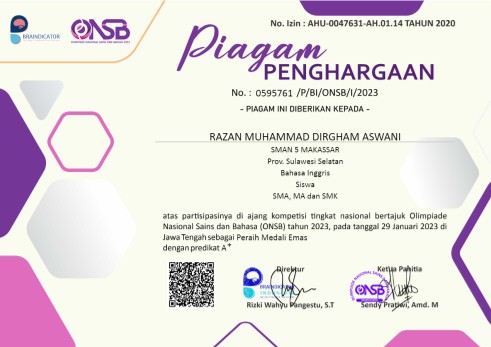 BRAINDICATOR
ONSB
No. Izin : AHU-0047631-AH.01.14 TAHUN 2020
Piagam
PENGHARGAAN
No. : 0595761 /P/BI/ONSB/I/2023
- PIAGAM INI DIBERIKAN KEPADA -
RAZAN MUHAMMAD DIRGHAM ASWANI
SMAN 5 MAKASSAR
Prov. Sulawesi Selatan
Bahasa Inggris
Siswa
SMA, MA dan SMK
atas partisipasinya di ajang kompetisi tingkat nasional bertajuk Olimpiade
Nasional Sains dan Bahasa (ONSB) tahun 2023, pada tanggal 29 Januari 2023 di
Jawa Tengah sebagai Peraih Medali Emas
dengan predikat A+
Direktur
Ketua Panitia
ONSB
Rizki Wahyu Pangestu, S.T
Sendy Pratiwi, Amd. M